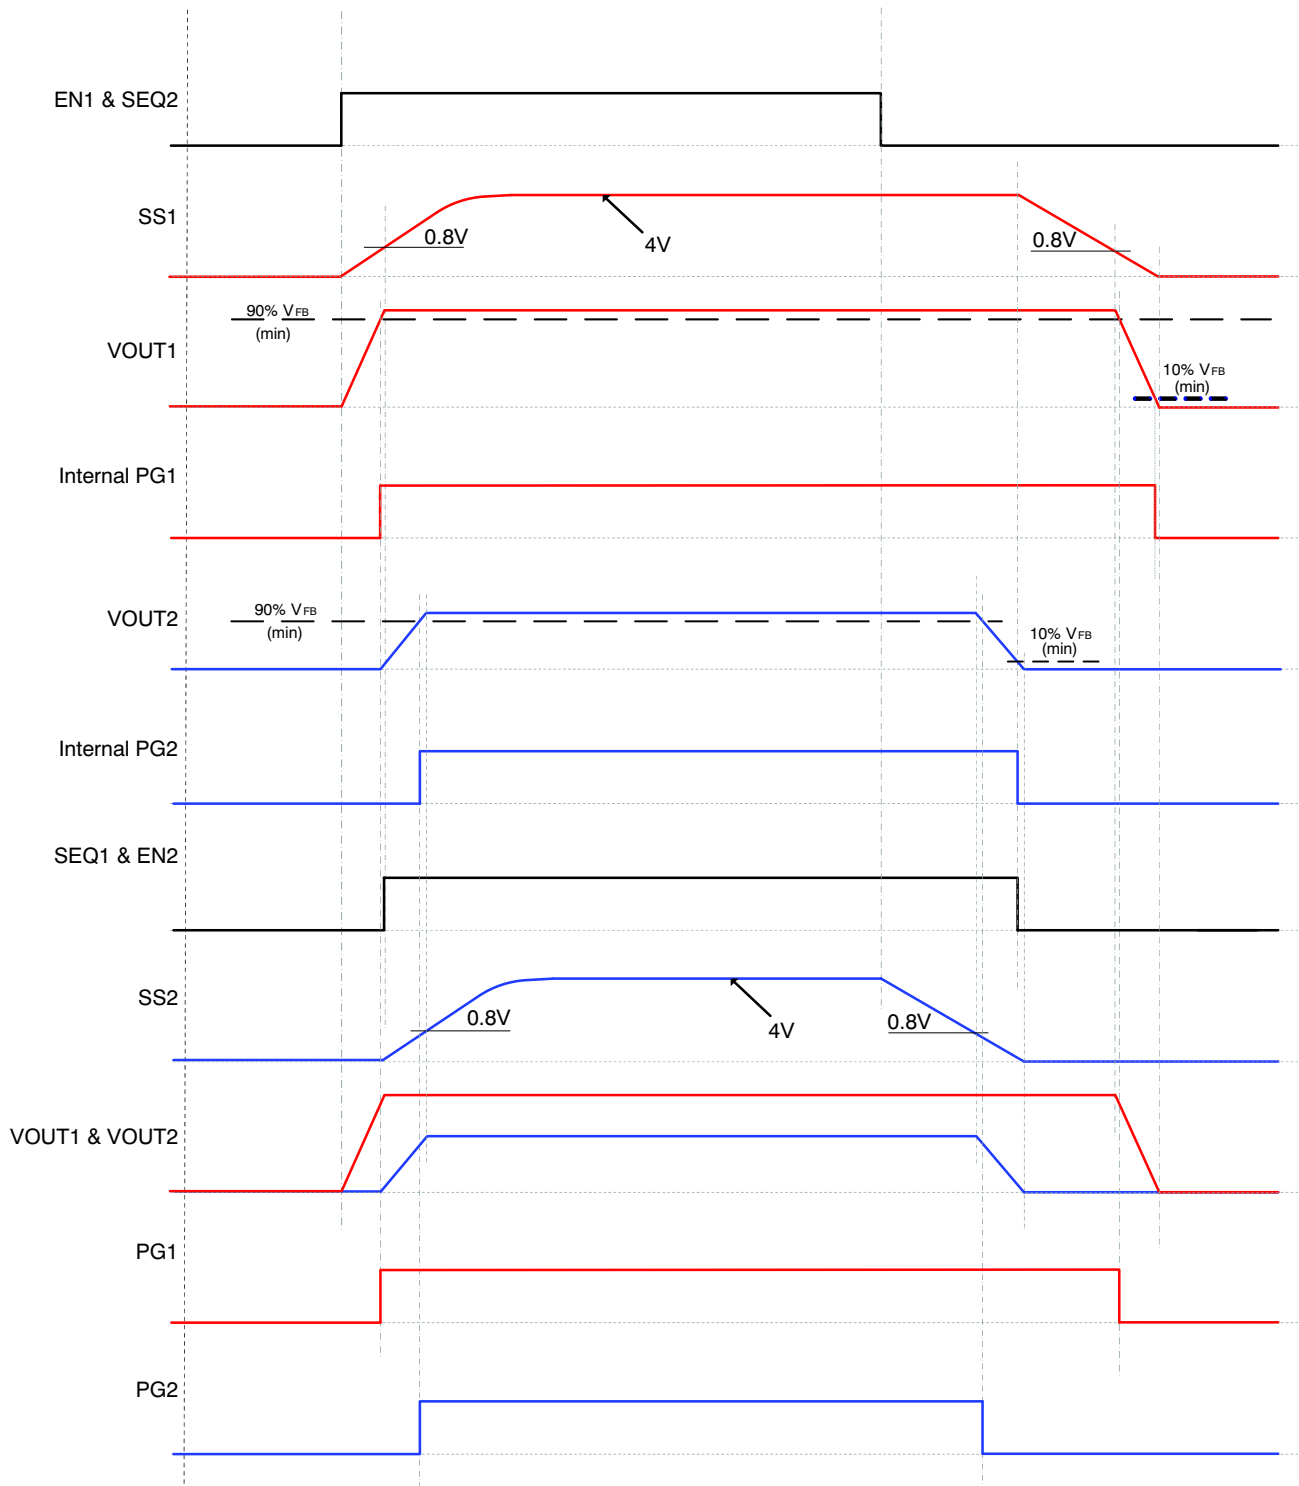 EN1 & SEQ2
SS1
0.8V
4V
0.8V
90% VFB
(min)
VOUT1
10% VFB
(min)
Internal PG1
VOUT2
90% VFB
(min)
10% VFB
(min)
Internal PG2
SEQ1 & EN2
SS2
0.8V
4V
0.8V
VOUT1 & VOUT2
PG1
PG2